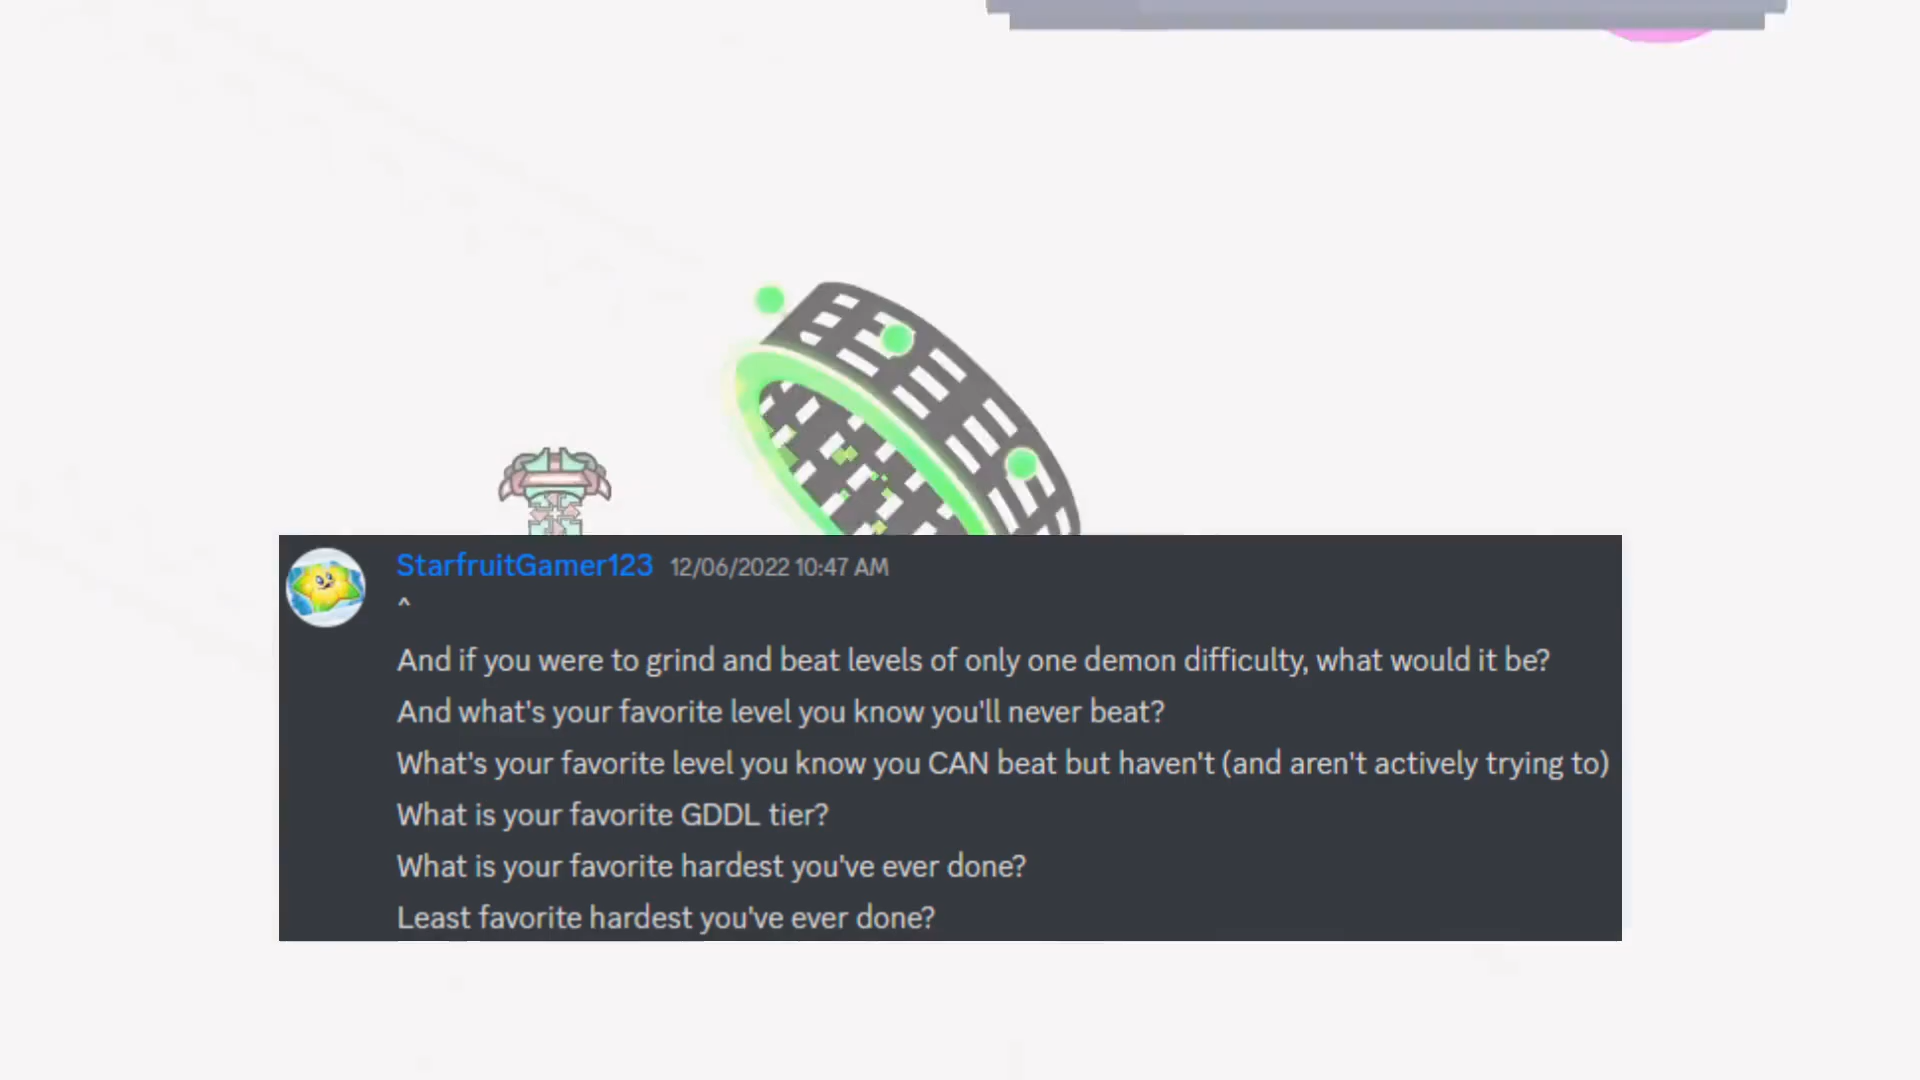 StarfruitGamer123 12/06/2022 10:47 AM
^
And if you were to grind and beat levels of only one demon difficulty, what would it be?
And what's your favorite level you know you'll never beat?
What's your favorite level you know you CAN beat but haven't (and aren't actively trying to)
What is your favorite GDDL tier?
What is your favorite hardest you've ever done?
Least favorite hardest you've ever done?